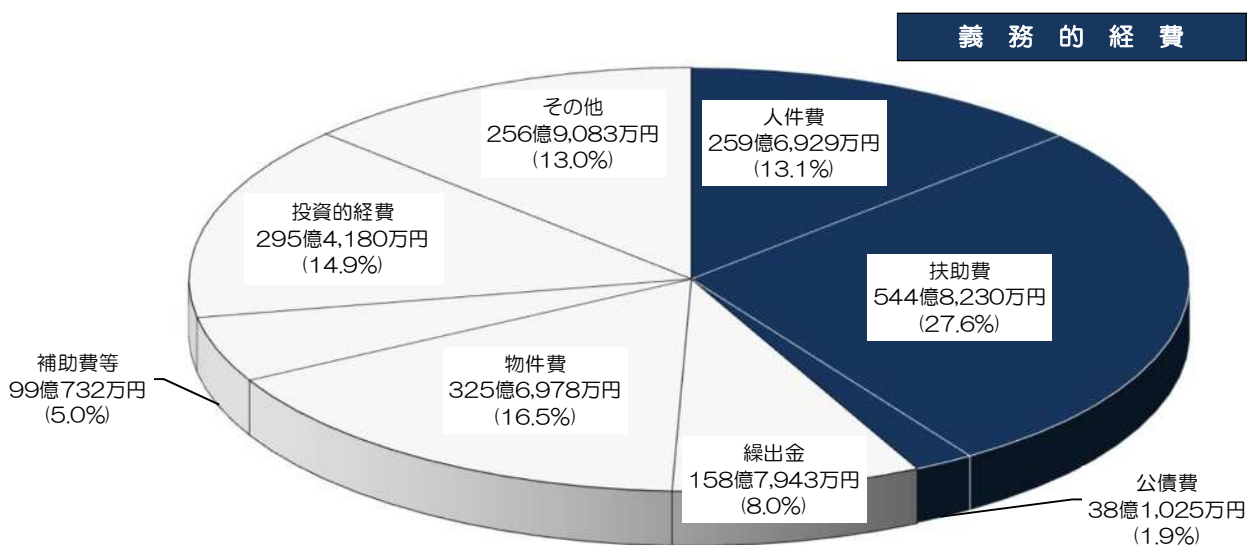 義務的経費
その他
256億9,083万円
(13.0%)
人件費
259億6,929万円
(13.1%)
投資的経費
295億4,180万円
(14.9%)
扶助費
544億8,230万円
(27.6%)
補助費等
99億732万円
(5.0%)
物件費
325億6,978万円
(16.5%)
繰出金
158億7,943万円
(8.0%)
公債費
38億1,025万円
(1.9%)